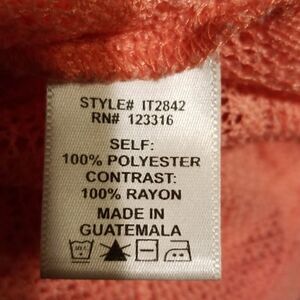 STYLE# IT2842
RN# 123316
SELF:
100% POLYESTER
CONTRAST:
100% RAYON
MADE IN
GUATEMALA